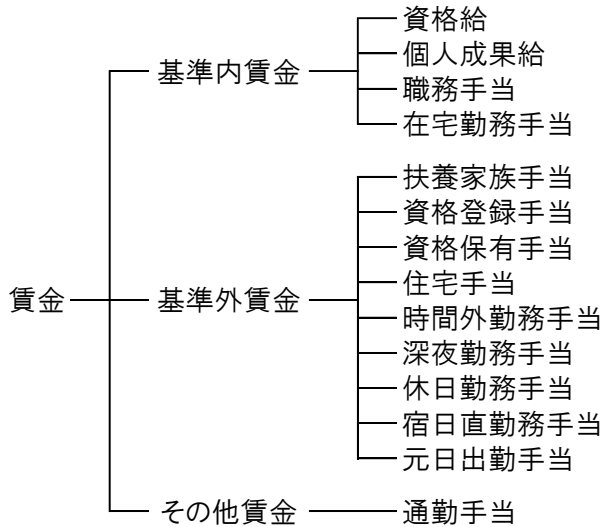 賃金
基準内賃金
資格給
個人成果給
職務手当
在宅勤務手当
基準外賃金
扶養家族手当
資格登録手当
資格保有手当
住宅手当
時間外勤務手当
深夜勤務手当
休日勤務手当
宿日直勤務手当
元日出勤手当
その他賃金
通勤手当